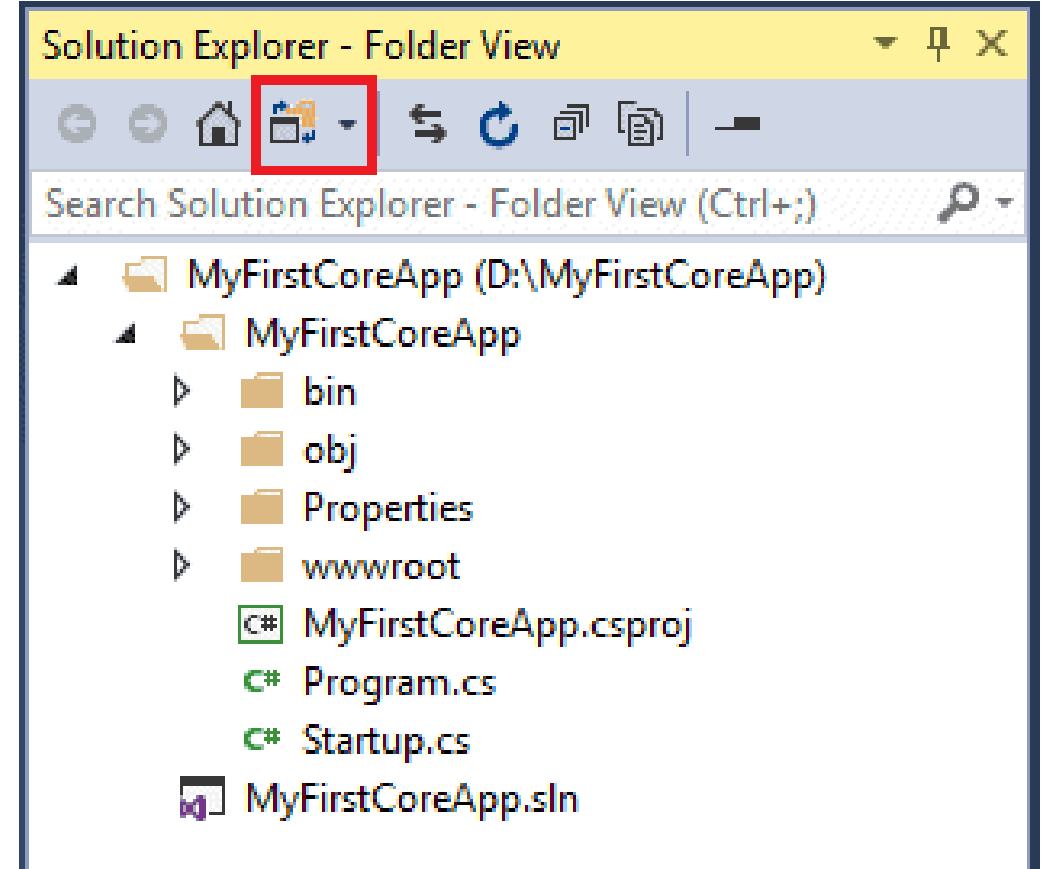 Solution Explorer - Folder View
Search Solution Explorer - Folder View (Ctrl+;)
MyFirstCoreApp (D:\MyFirstCoreApp)
MyFirstCoreApp
bin
obj
Properties
wwwroot
C# MyFirstCoreApp.csproj
C# Program.cs
C# Startup.cs
MyFirstCoreApp.sln